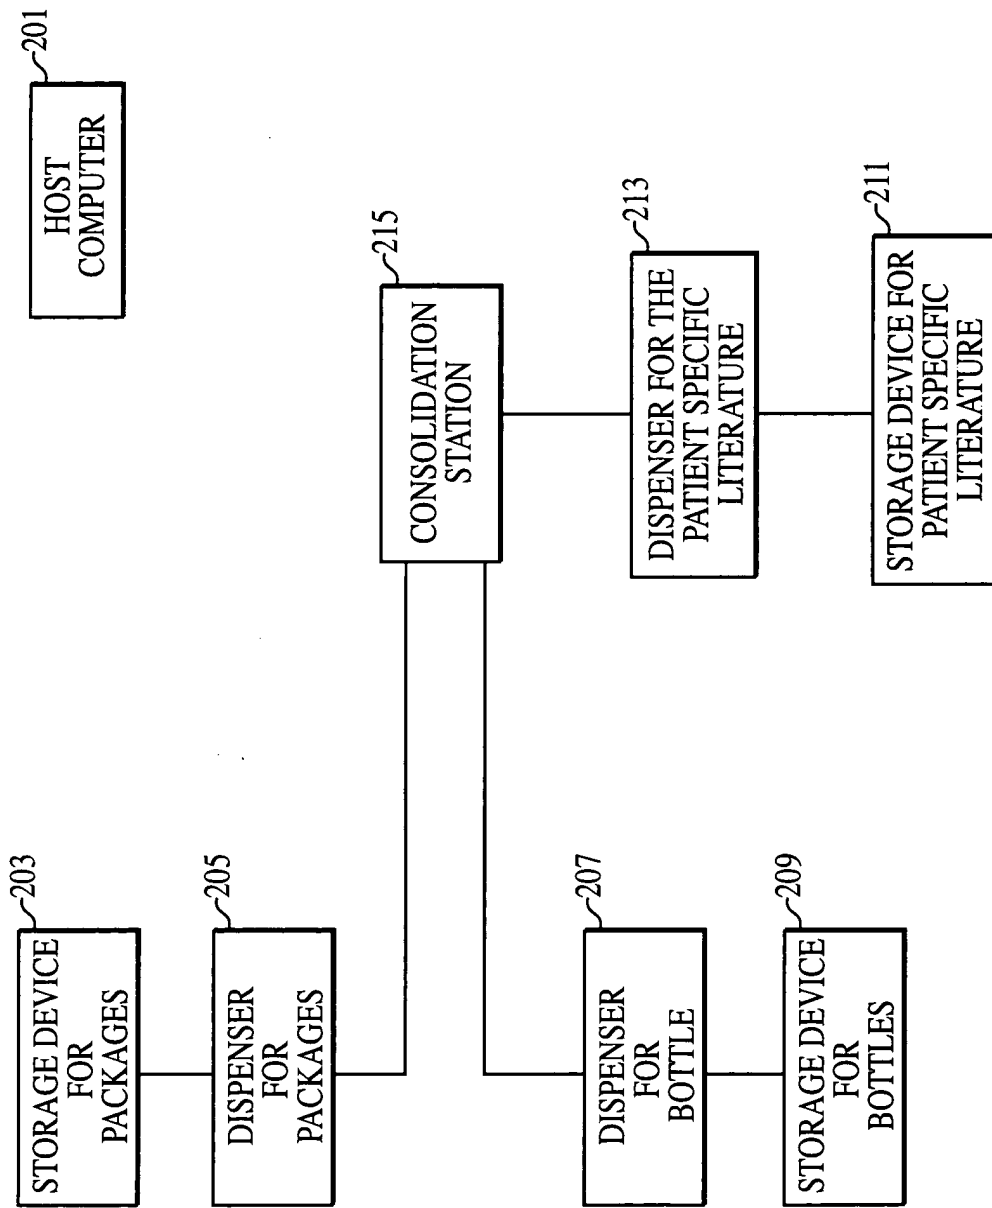 201
HOST
COMPUTER
203
STORAGE DEVICE
FOR
PACKAGES
205
DISPENSER
FOR
PACKAGES
215
CONSOLIDATION
STATION
207
DISPENSER
FOR
BOTTLE
209
STORAGE DEVICE
FOR
BOTTLES
213
DISPENSER FOR THE
PATIENT SPECIFIC
LITERATURE
211
STORAGE DEVICE FOR
PATIENT SPECIFIC
LITERATURE